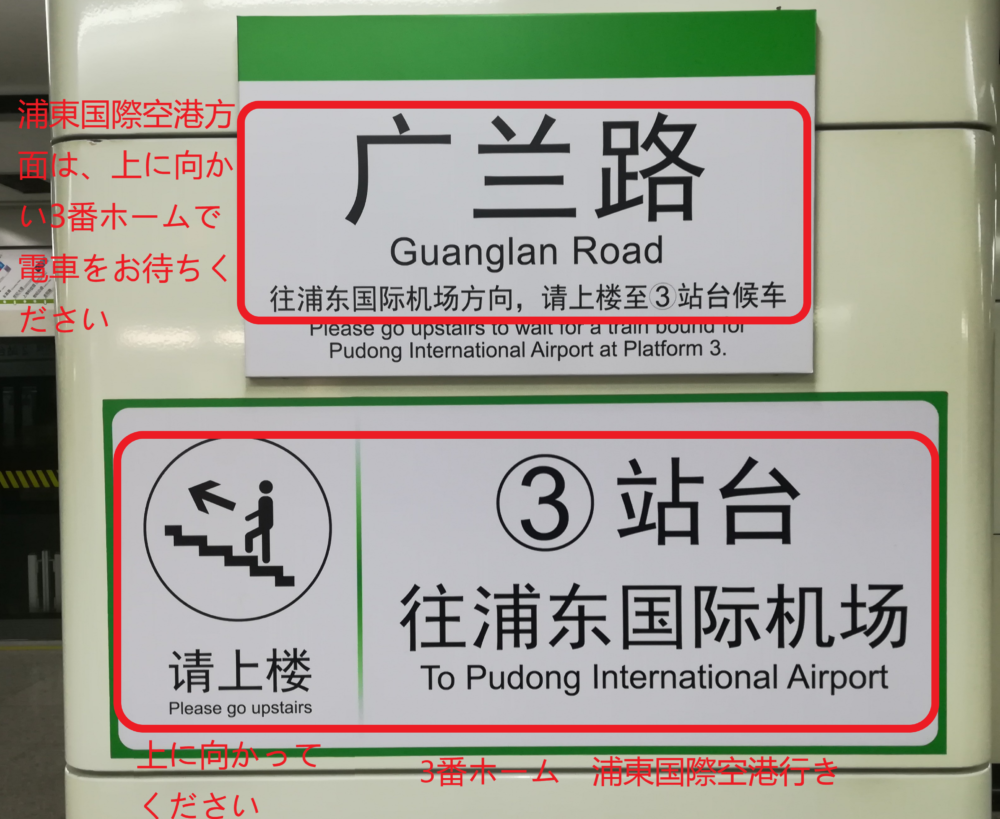 广兰路
Guanglan Road
往浦东国际机场方向，请上楼至③站台候车
Please go upstairs to wait for a train bound for
Pudong International Airport at Platform 3.
浦東国際空港方
面は、上に向か
い3番ホームで
電車をお待ちく
ださい
③站台
往浦东国际机场
To Pudong International Airport
请上楼
Please go upstairs
上に向かって
ください
3番ホーム　浦東国際空港行き